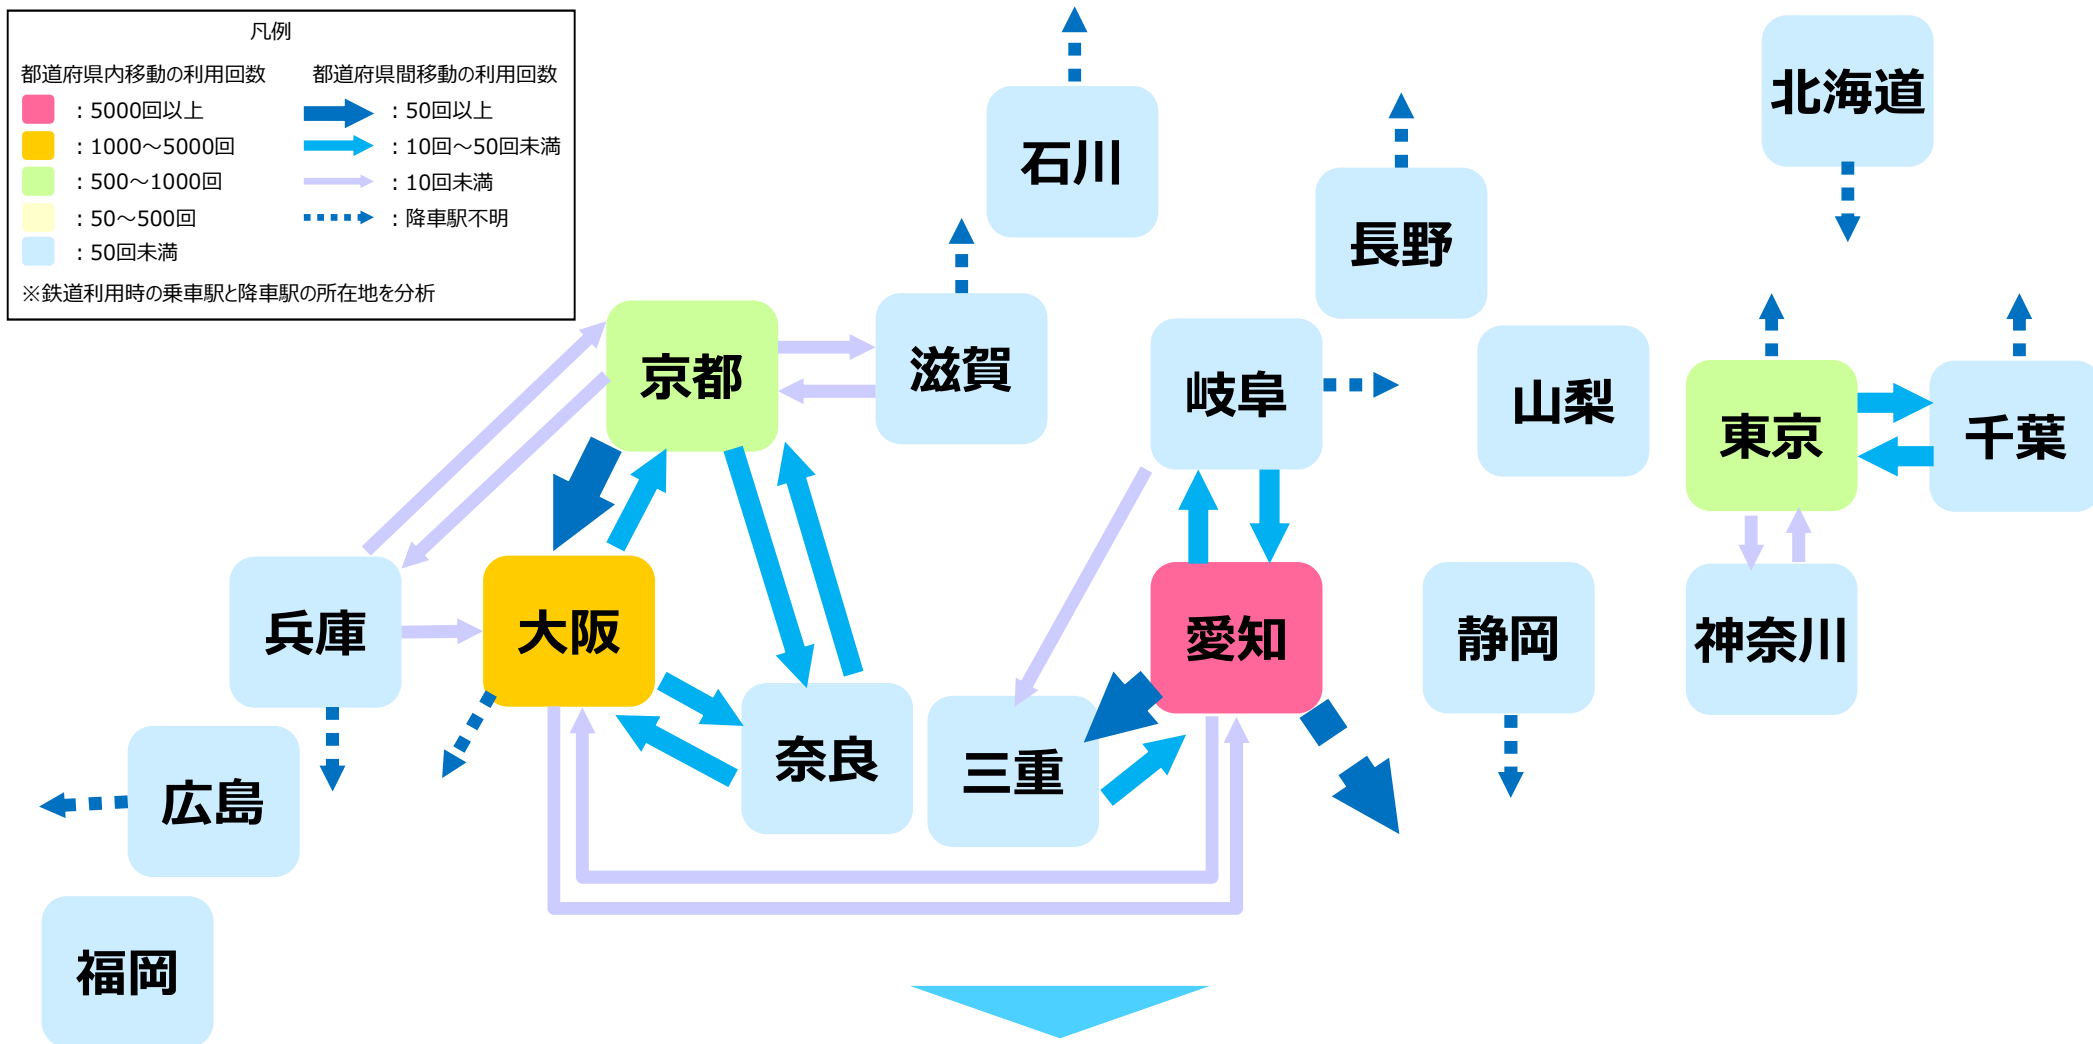 凡例
都道府県内移動の利用回数
：5000回以上
：1000～5000回
：500～1000回
：50～500回
：50回未満
都道府県間移動の利用回数
：50回以上
：10回～50回未満
：10回未満
：降車駅不明
※鉄道利用時の乗車駅と降車駅の所在地を分析
北海道
石川
長野
京都
滋賀
岐阜
山梨
東京
千葉
兵庫
大阪
愛知
静岡
神奈川
奈良
三重
広島
福岡